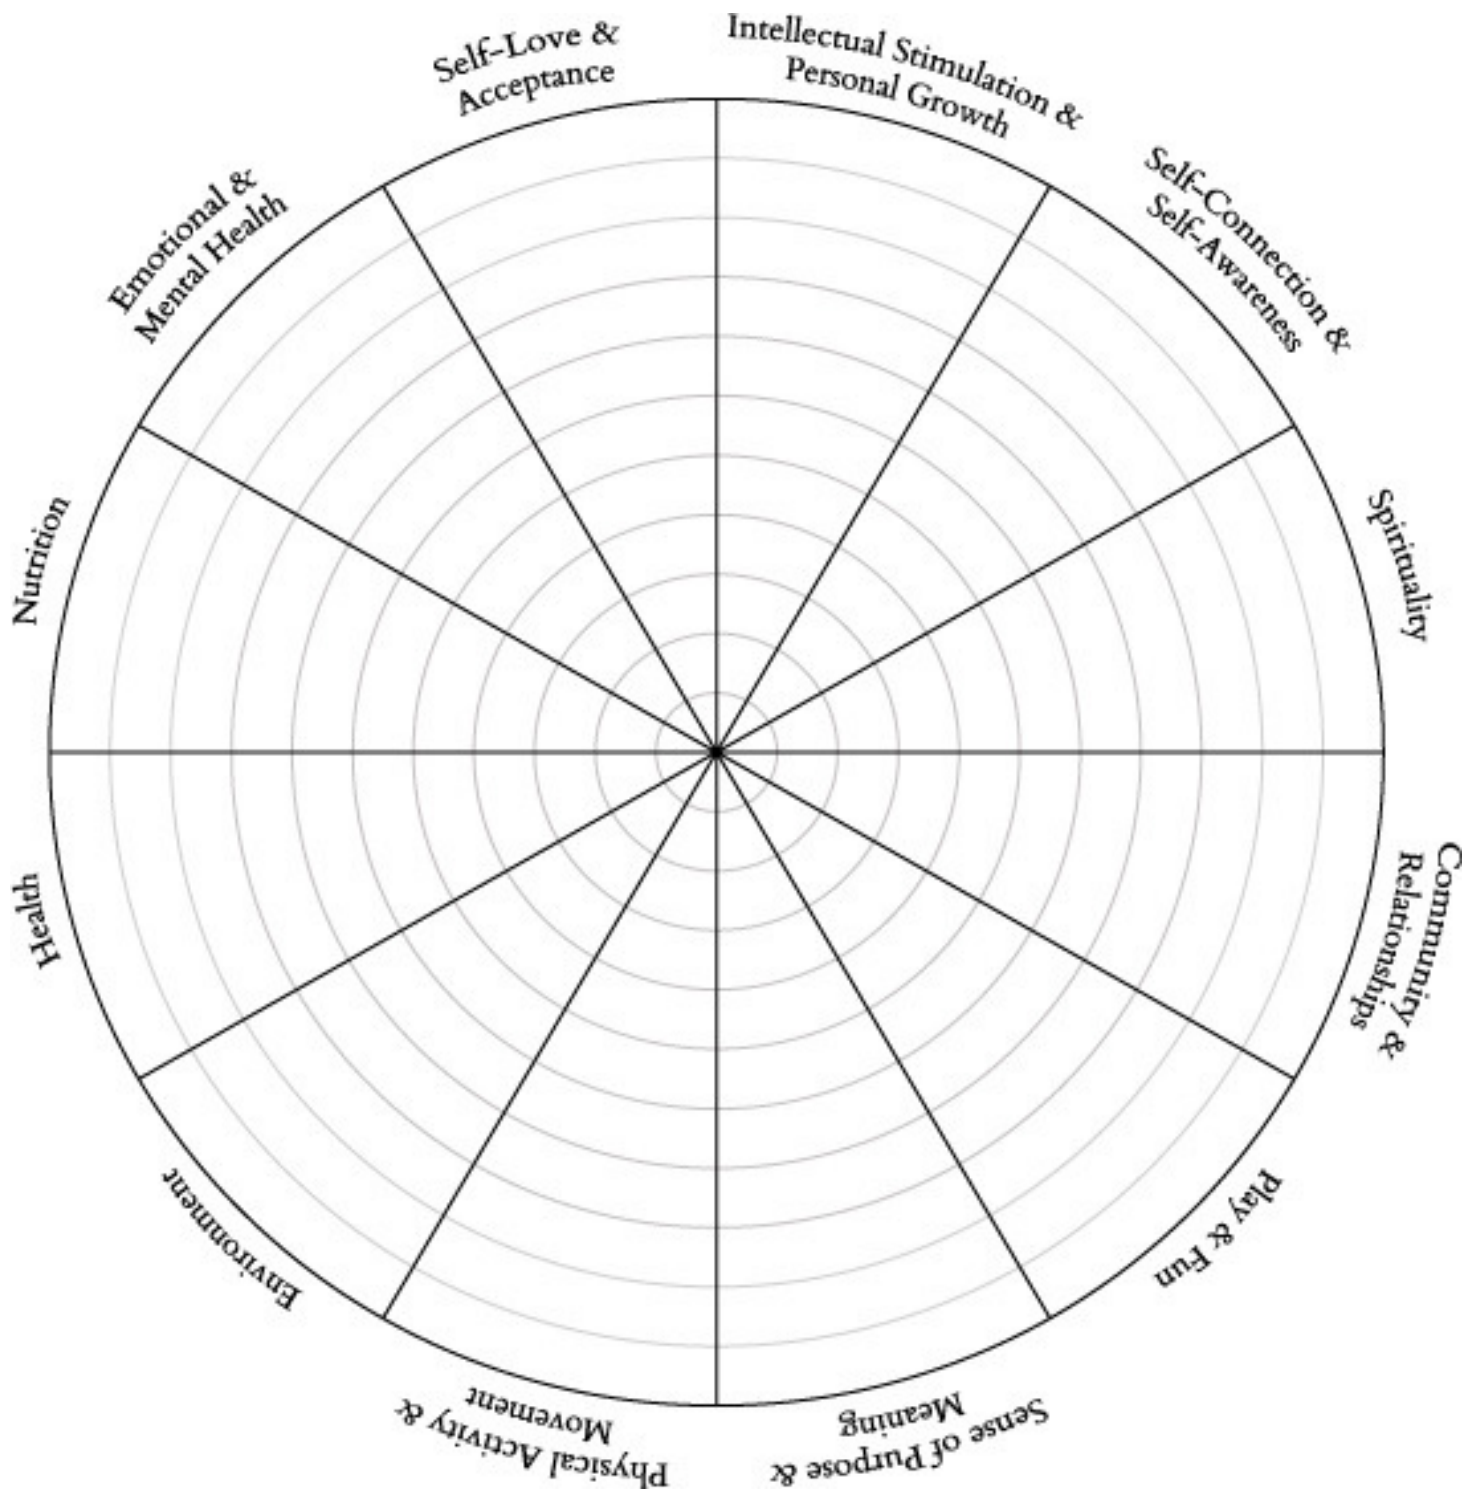 Intellectual Stimulation &
Personal Growth
Self-Connection &
Self-Awareness
Spirituality
Community &
Relationships
Play & Fun
Sense of Purpose &
Meaning
Physical Activity &
Movement
Environment
Health
Nutrition
Emotional &
Mental Health
Self-Love &
Acceptance